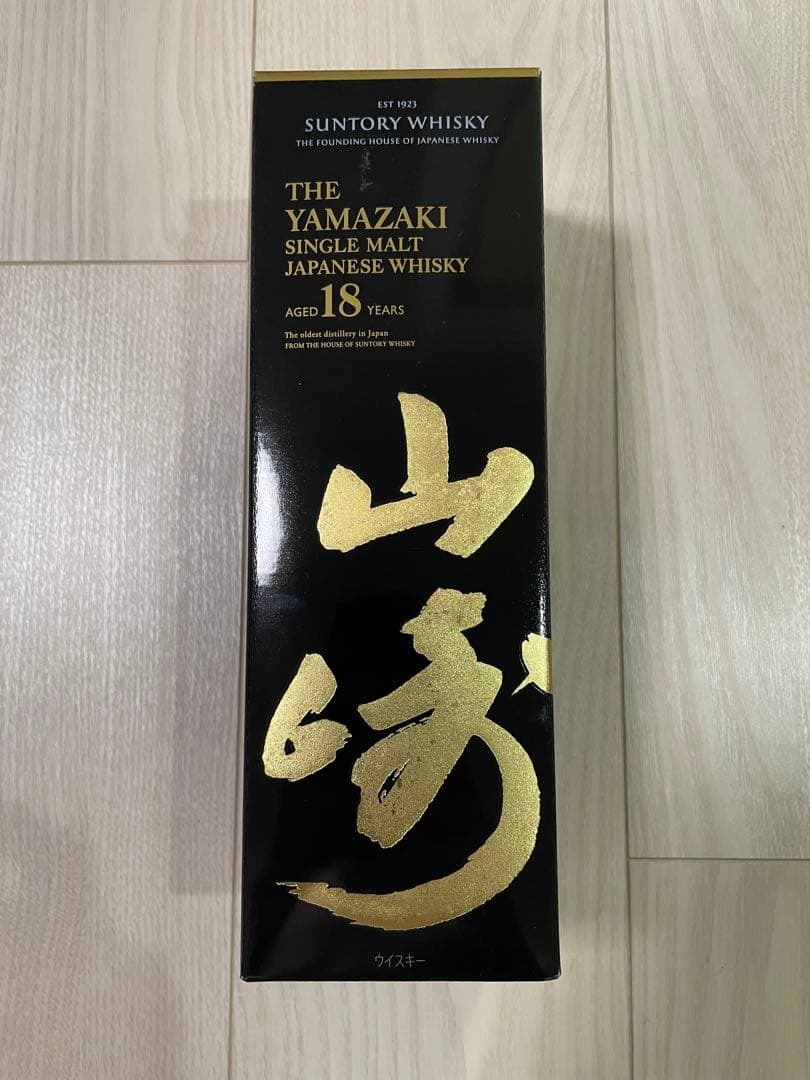 EST 1923
SUNTORY WHISKY
THE FOUNDING HOUSE OF JAPANESE WHISKY
THE
YAMAZAKI
SINGLE MALT
JAPANESE WHISKY
AGED 18 YEARS
The oldest distillery in Japan
FROM THE HOUSE OF SUNTORY WHISKY
山
崎
ウイスキー